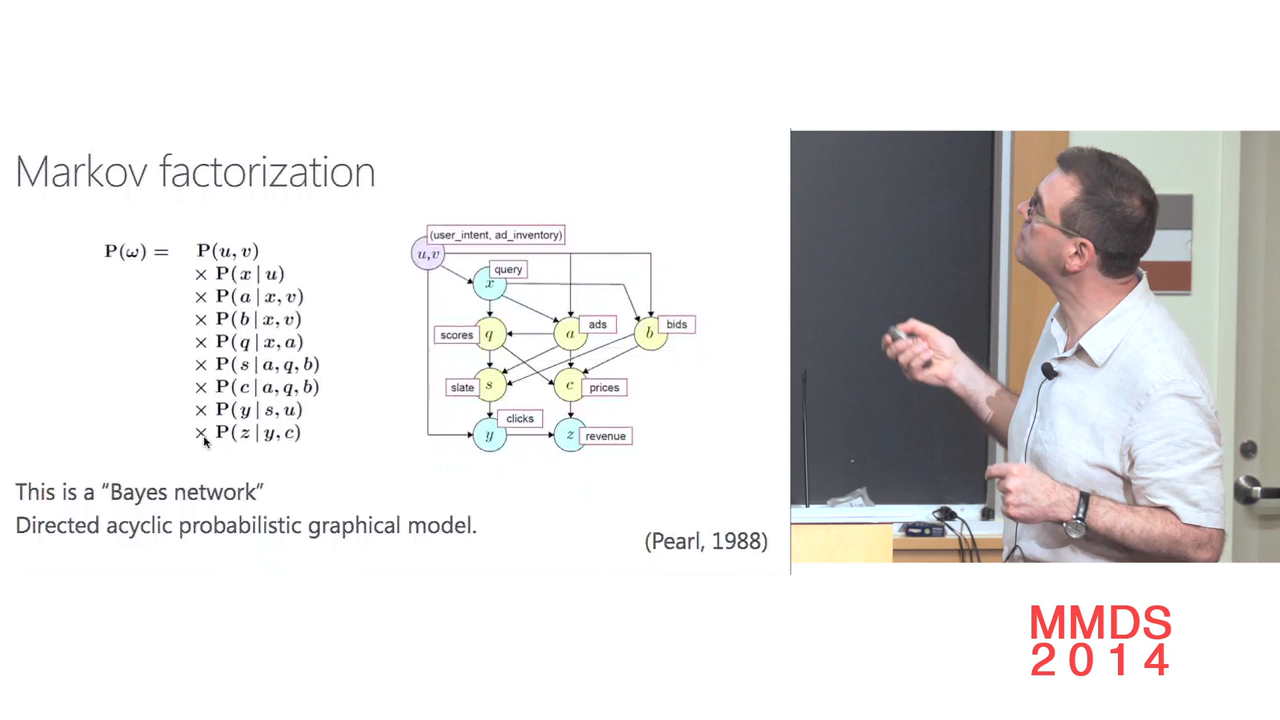 Markov factorization
P(ω) = P(u, v)
× P(x | u)
× P(a | x, v)
× P(b | x, v)
× P(q | x, a)
× P(s | a, q, b)
× P(c | a, q, b)
× P(y | s, u)
× P(z | y, c)
(user_intent, ad_inventory)
u,v
query
x
scores
q
a
ads
b
bids
slate
s
c
prices
clicks
y
z
revenue
This is a “Bayes network”
Directed acyclic probabilistic graphical model.
(Pearl, 1988)
MMDS
2014